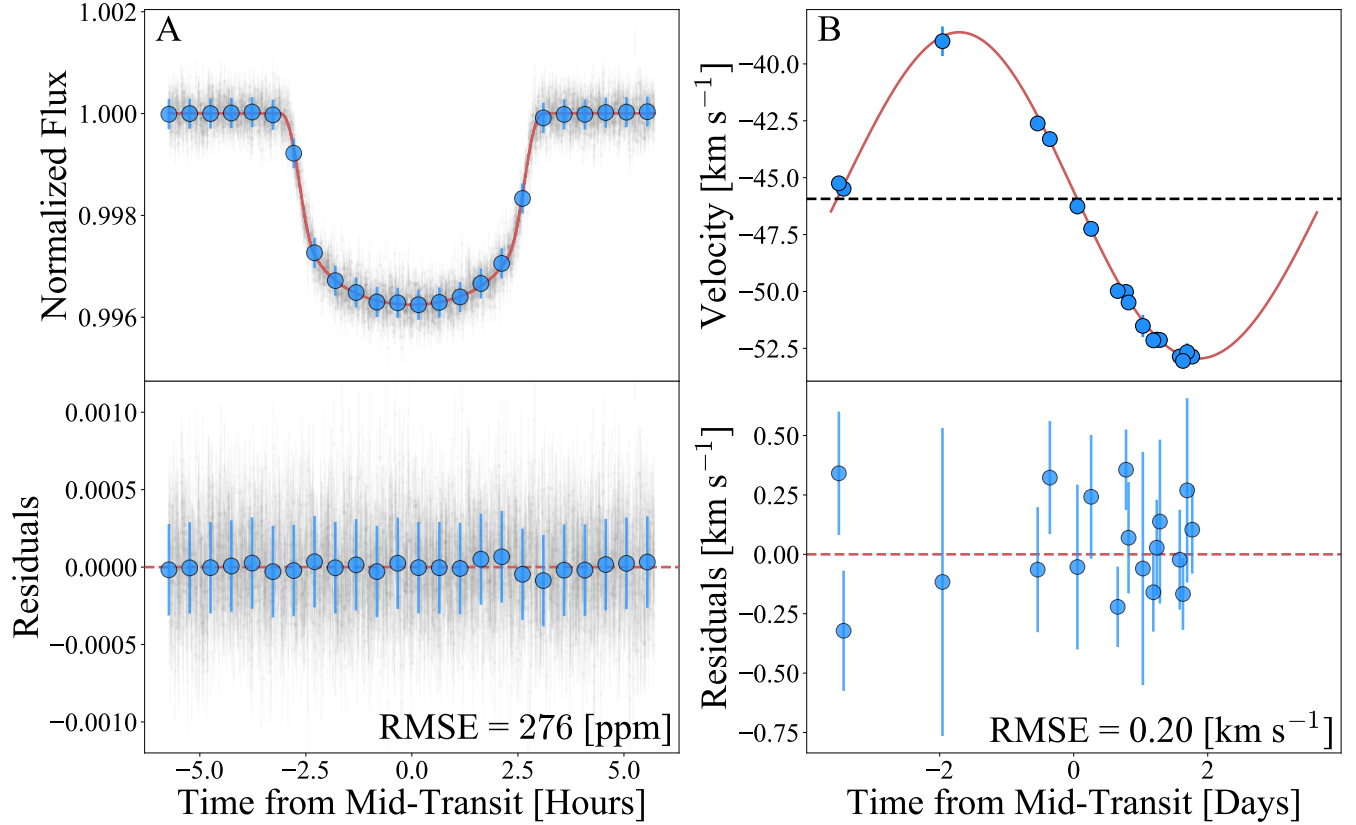 A
Normalized Flux
1.002
1.000
0.998
0.996
Residuals
0.0010
0.0005
0.0000
−0.0005
−0.0010
RMSE = 276 [ppm]
−5.0
−2.5
0.0
2.5
5.0
Time from Mid-Transit [Hours]
B
Velocity [km s⁻¹]
−40.0
−42.5
−45.0
−47.5
−50.0
−52.5
Residuals [km s⁻¹]
0.50
0.25
0.00
−0.25
−0.50
−0.75
RMSE = 0.20 [km s⁻¹]
−2
0
2
Time from Mid-Transit [Days]